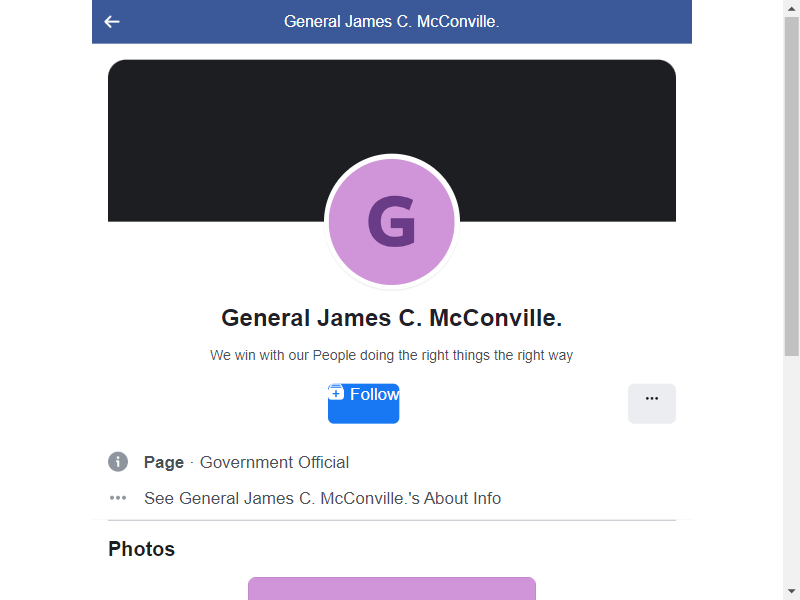 General James C. McConville.
G
General James C. McConville.
We win with our People doing the right things the right way
Follow
Page · Government Official
See General James C. McConville.'s About Info
Photos